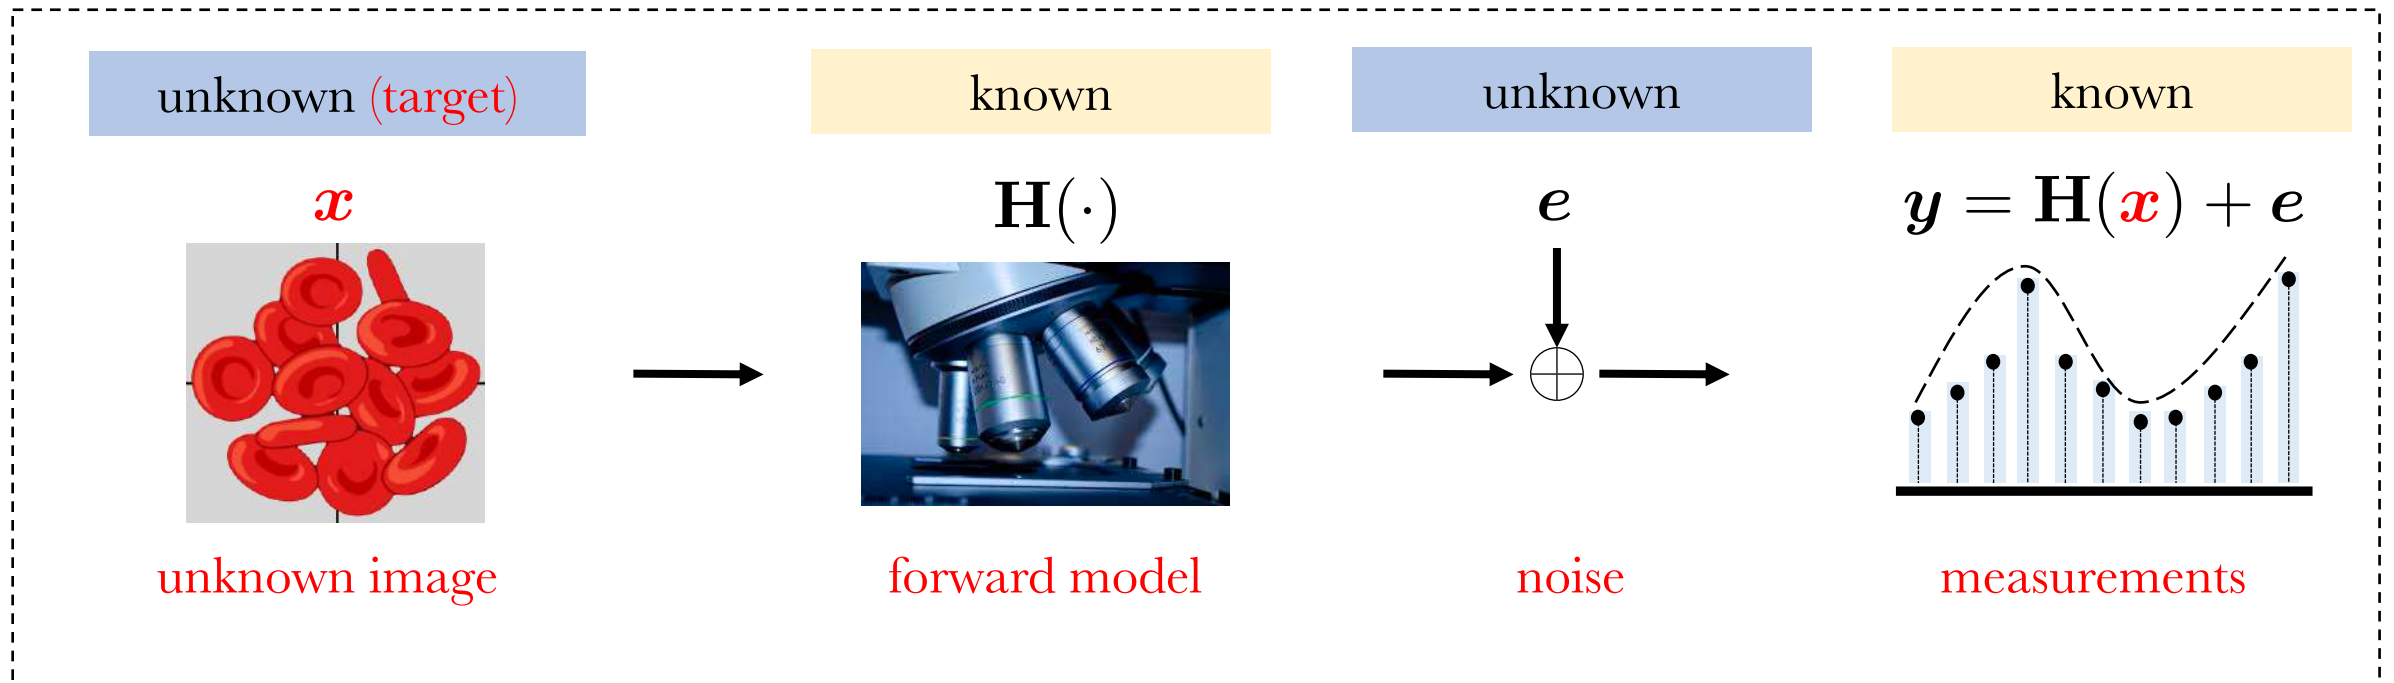 unknown (target)
known
unknown
known
x
H(·)
e
y = H(x) + e
unknown image
forward model
noise
measurements